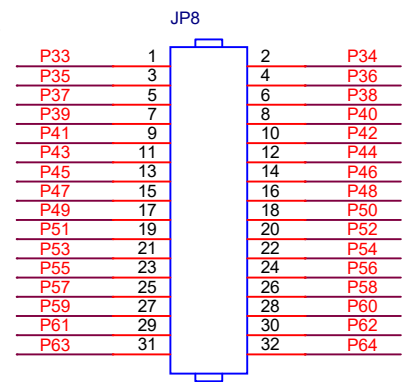 JP8
P33 1 2 P34
P35 3 4 P36
P37 5 6 P38
P39 7 8 P40
P41 9 10 P42
P43 11 12 P44
P45 13 14 P46
P47 15 16 P48
P49 17 18 P50
P51 19 20 P52
P53 21 22 P54
P55 23 24 P56
P57 25 26 P58
P59 27 28 P60
P61 29 30 P62
P63 31 32 P64